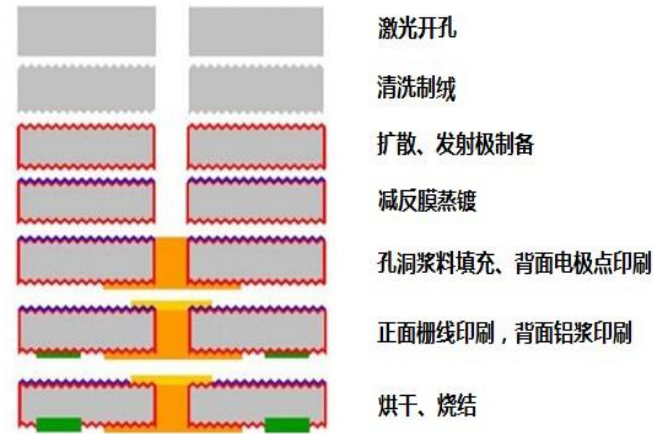 激光开孔
清洗制绒
扩散、发射极制备
减反膜蒸镀
孔洞浆料填充、背面电极点印刷
正面栅线印刷，背面铝浆印刷
烘干、烧结